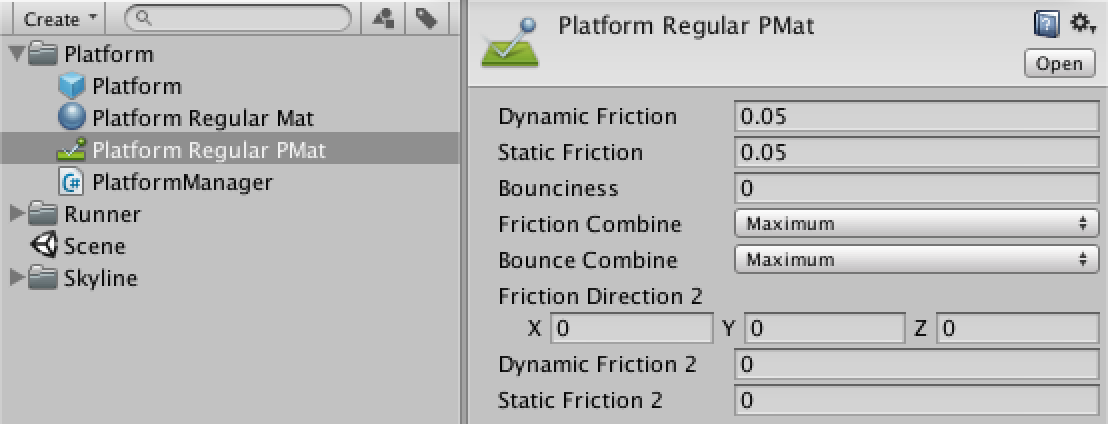 Create
Platform
Platform
Platform Regular Mat
Platform Regular PMat
PlatformManager
Runner
Scene
Skyline
Platform Regular PMat
Open
Dynamic Friction 0.05
Static Friction 0.05
Bounciness 0
Friction Combine Maximum
Bounce Combine Maximum
Friction Direction 2
X 0 Y 0 Z 0
Dynamic Friction 2 0
Static Friction 2 0